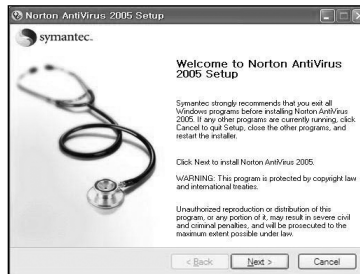 Norton AntiVirus 2005 Setup
symantec.
Welcome to Norton AntiVirus
2005 Setup
Symantec strongly recommends that you exit all
Windows programs before installing Norton AntiVirus
2005. If any other programs are currently running, click
Cancel to quit Setup, close the other programs, and
restart the installer.
Click Next to install Norton AntiVirus 2005.
WARNING: This program is protected by copyright law
and international treaties.
Unauthorized reproduction or distribution of this
program, or any portion of it, may result in severe civil
and criminal penalties, and will be prosecuted to the
maximum extent possible under law.
< Back
Next >
Cancel